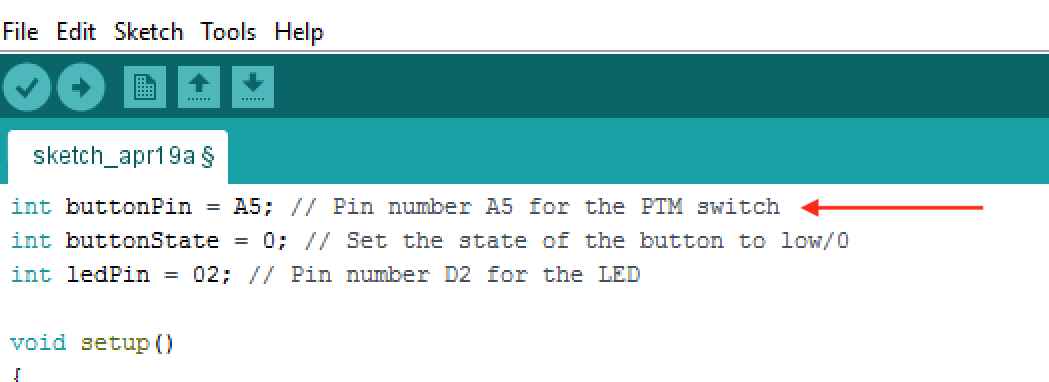 File Edit Sketch Tools Help
sketch_apr19a §
int buttonPin = A5; // Pin number A5 for the PTM switch
int buttonState = 0; // Set the state of the button to low/0
int ledPin = 02; // Pin number D2 for the LED
void setup()
{